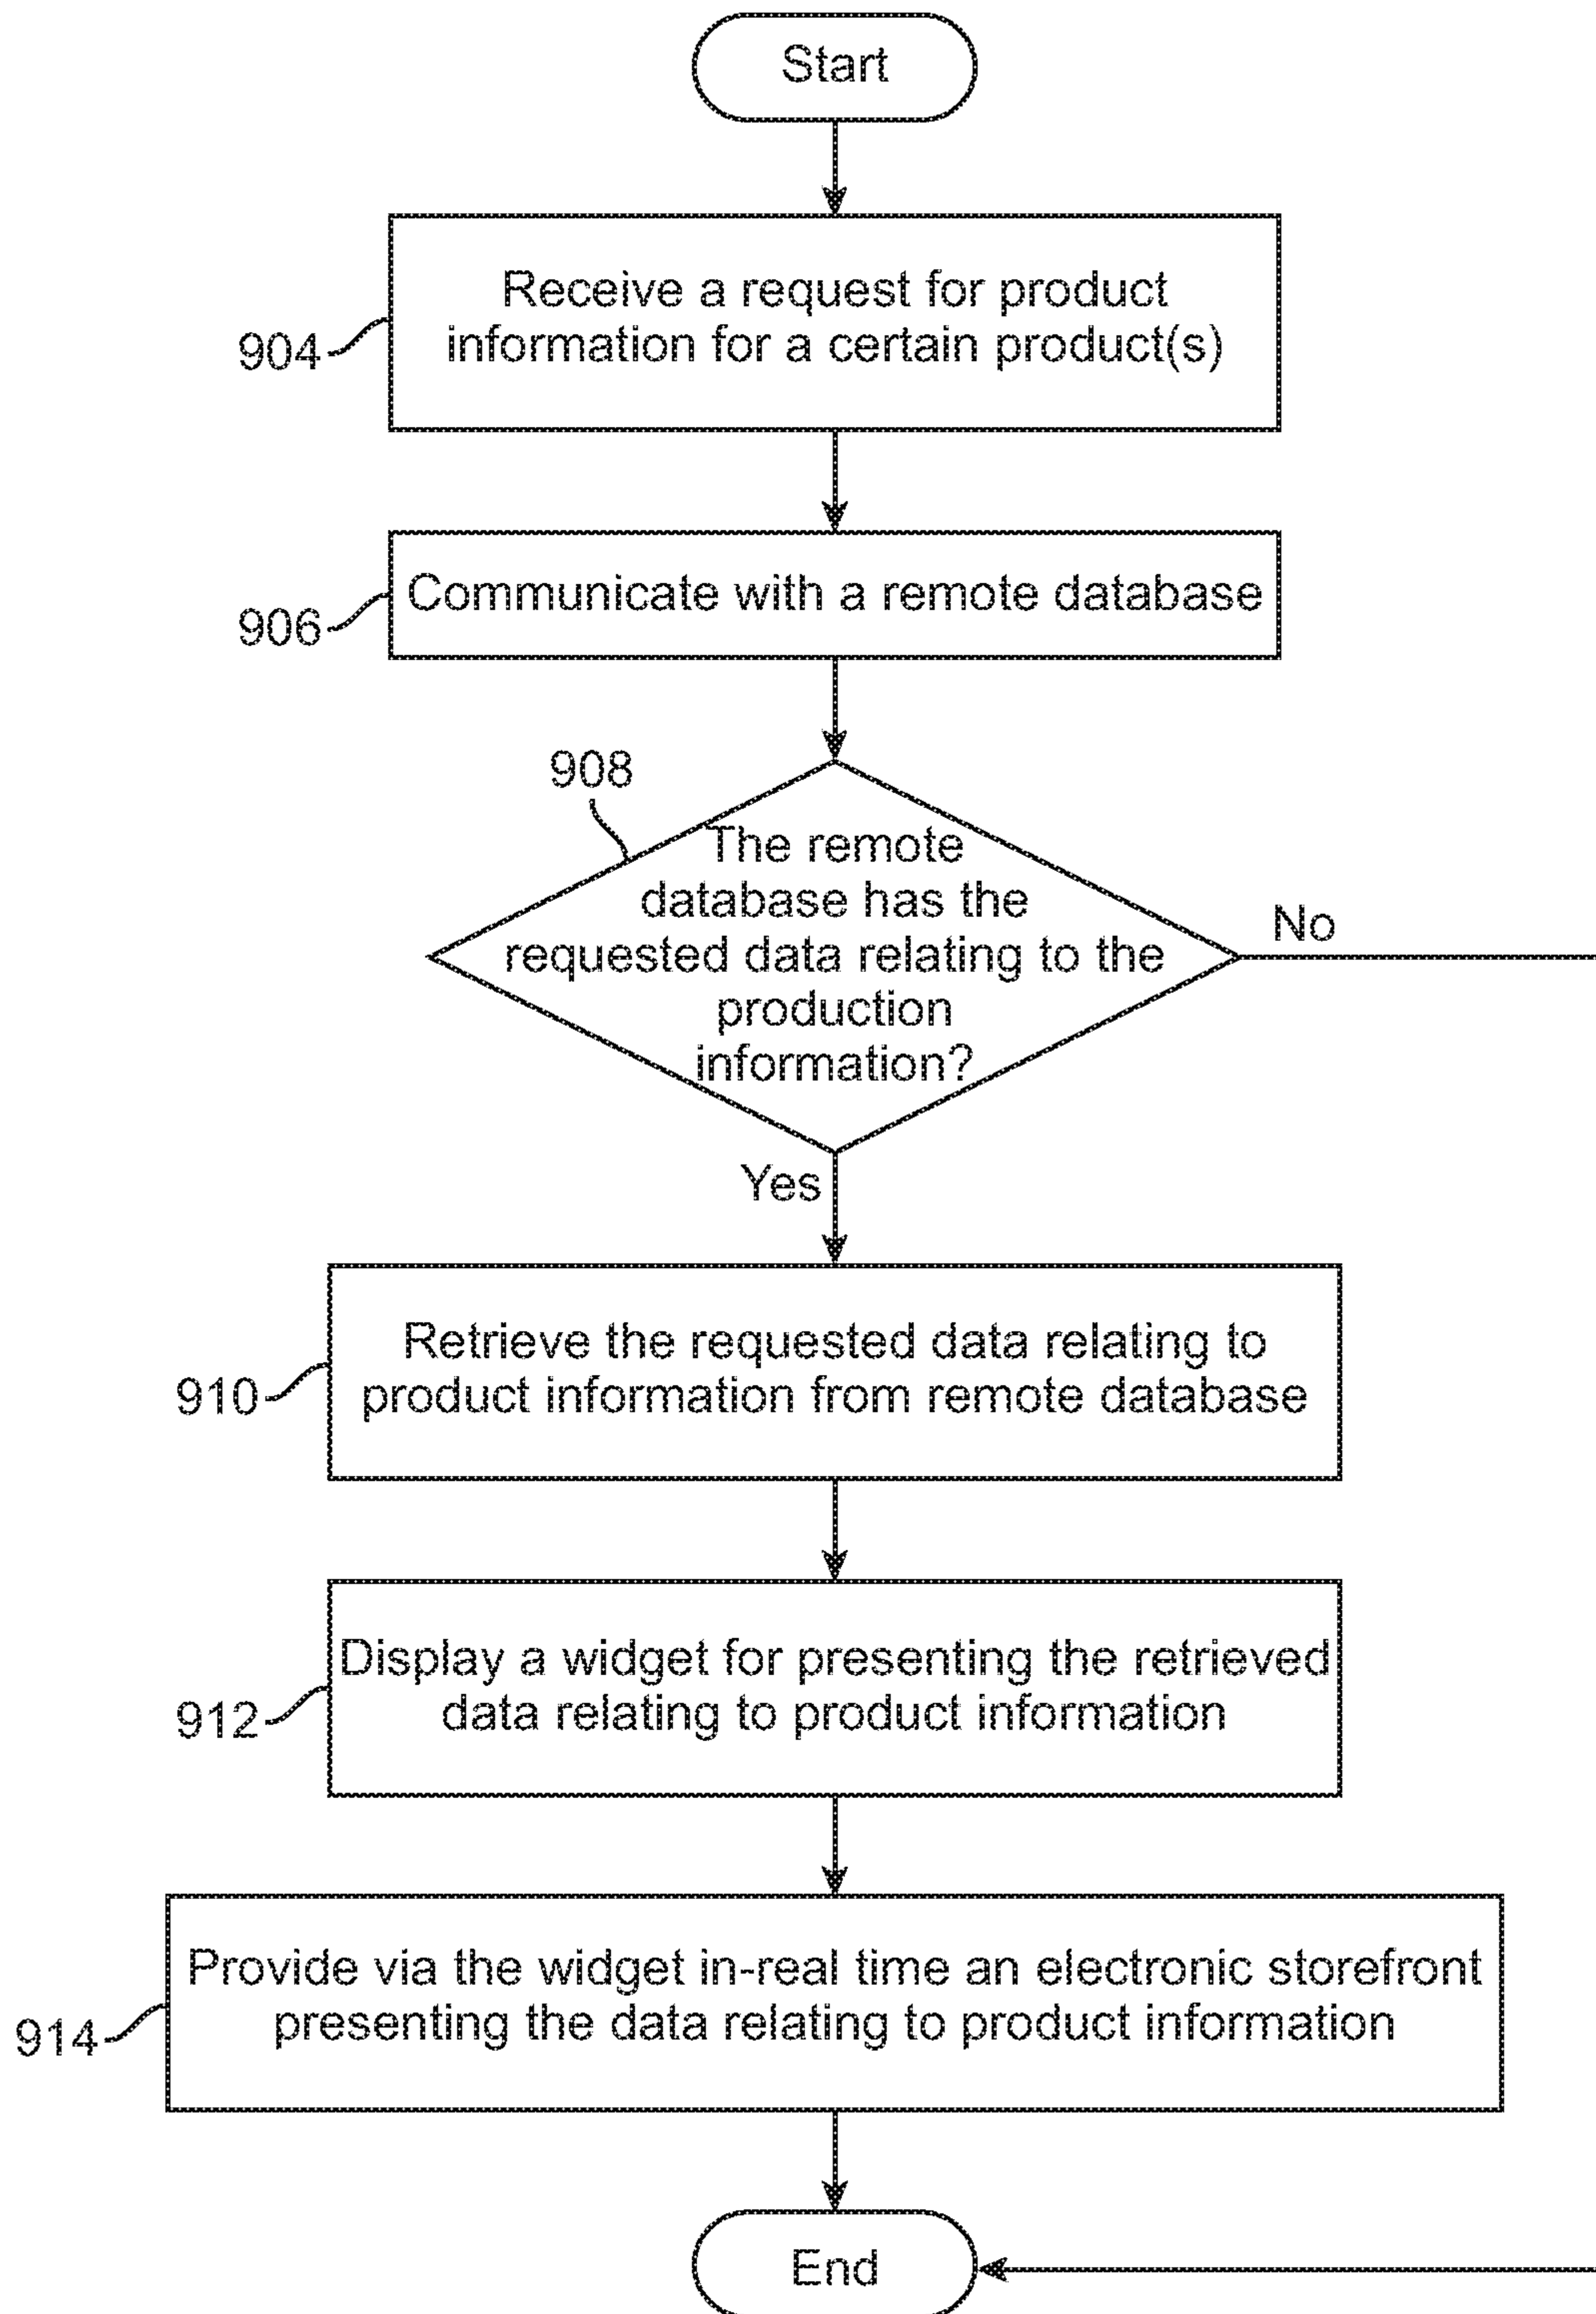 Start
Receive a request for product
information for a certain product(s)
904
Communicate with a remote database
906
908
The remote
database has the
requested data relating to the
production
information?
No
Yes
Retrieve the requested data relating to
product information from remote database
910
Display a widget for presenting the retrieved
data relating to product information
912
Provide via the widget in-real time an electronic storefront
presenting the data relating to product information
914
End